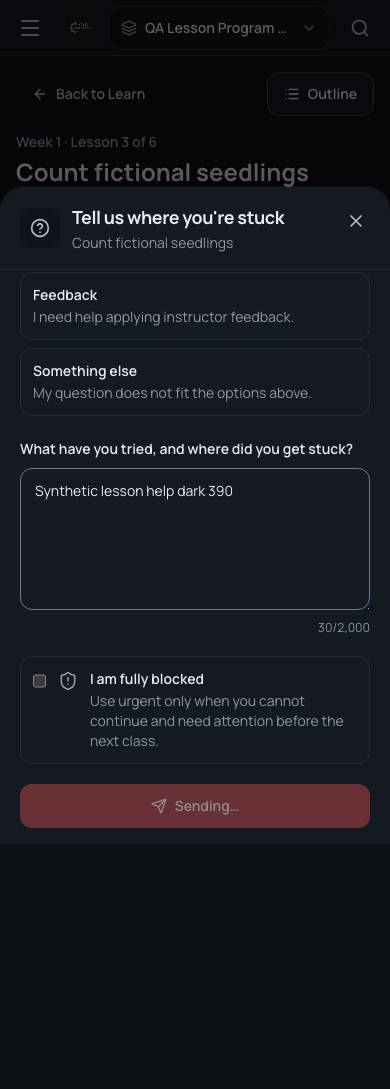 QA Lesson Program ...
Back to Learn
Outline
Week 1 · Lesson 3 of 6
Count fictional seedlings
Tell us where you're stuck
Count fictional seedlings
Feedback
I need help applying instructor feedback.
Something else
My question does not fit the options above.
What have you tried, and where did you get stuck?
Synthetic lesson help dark 390
30/2,000
I am fully blocked
Use urgent only when you cannot
continue and need attention before the
next class.
Sending...